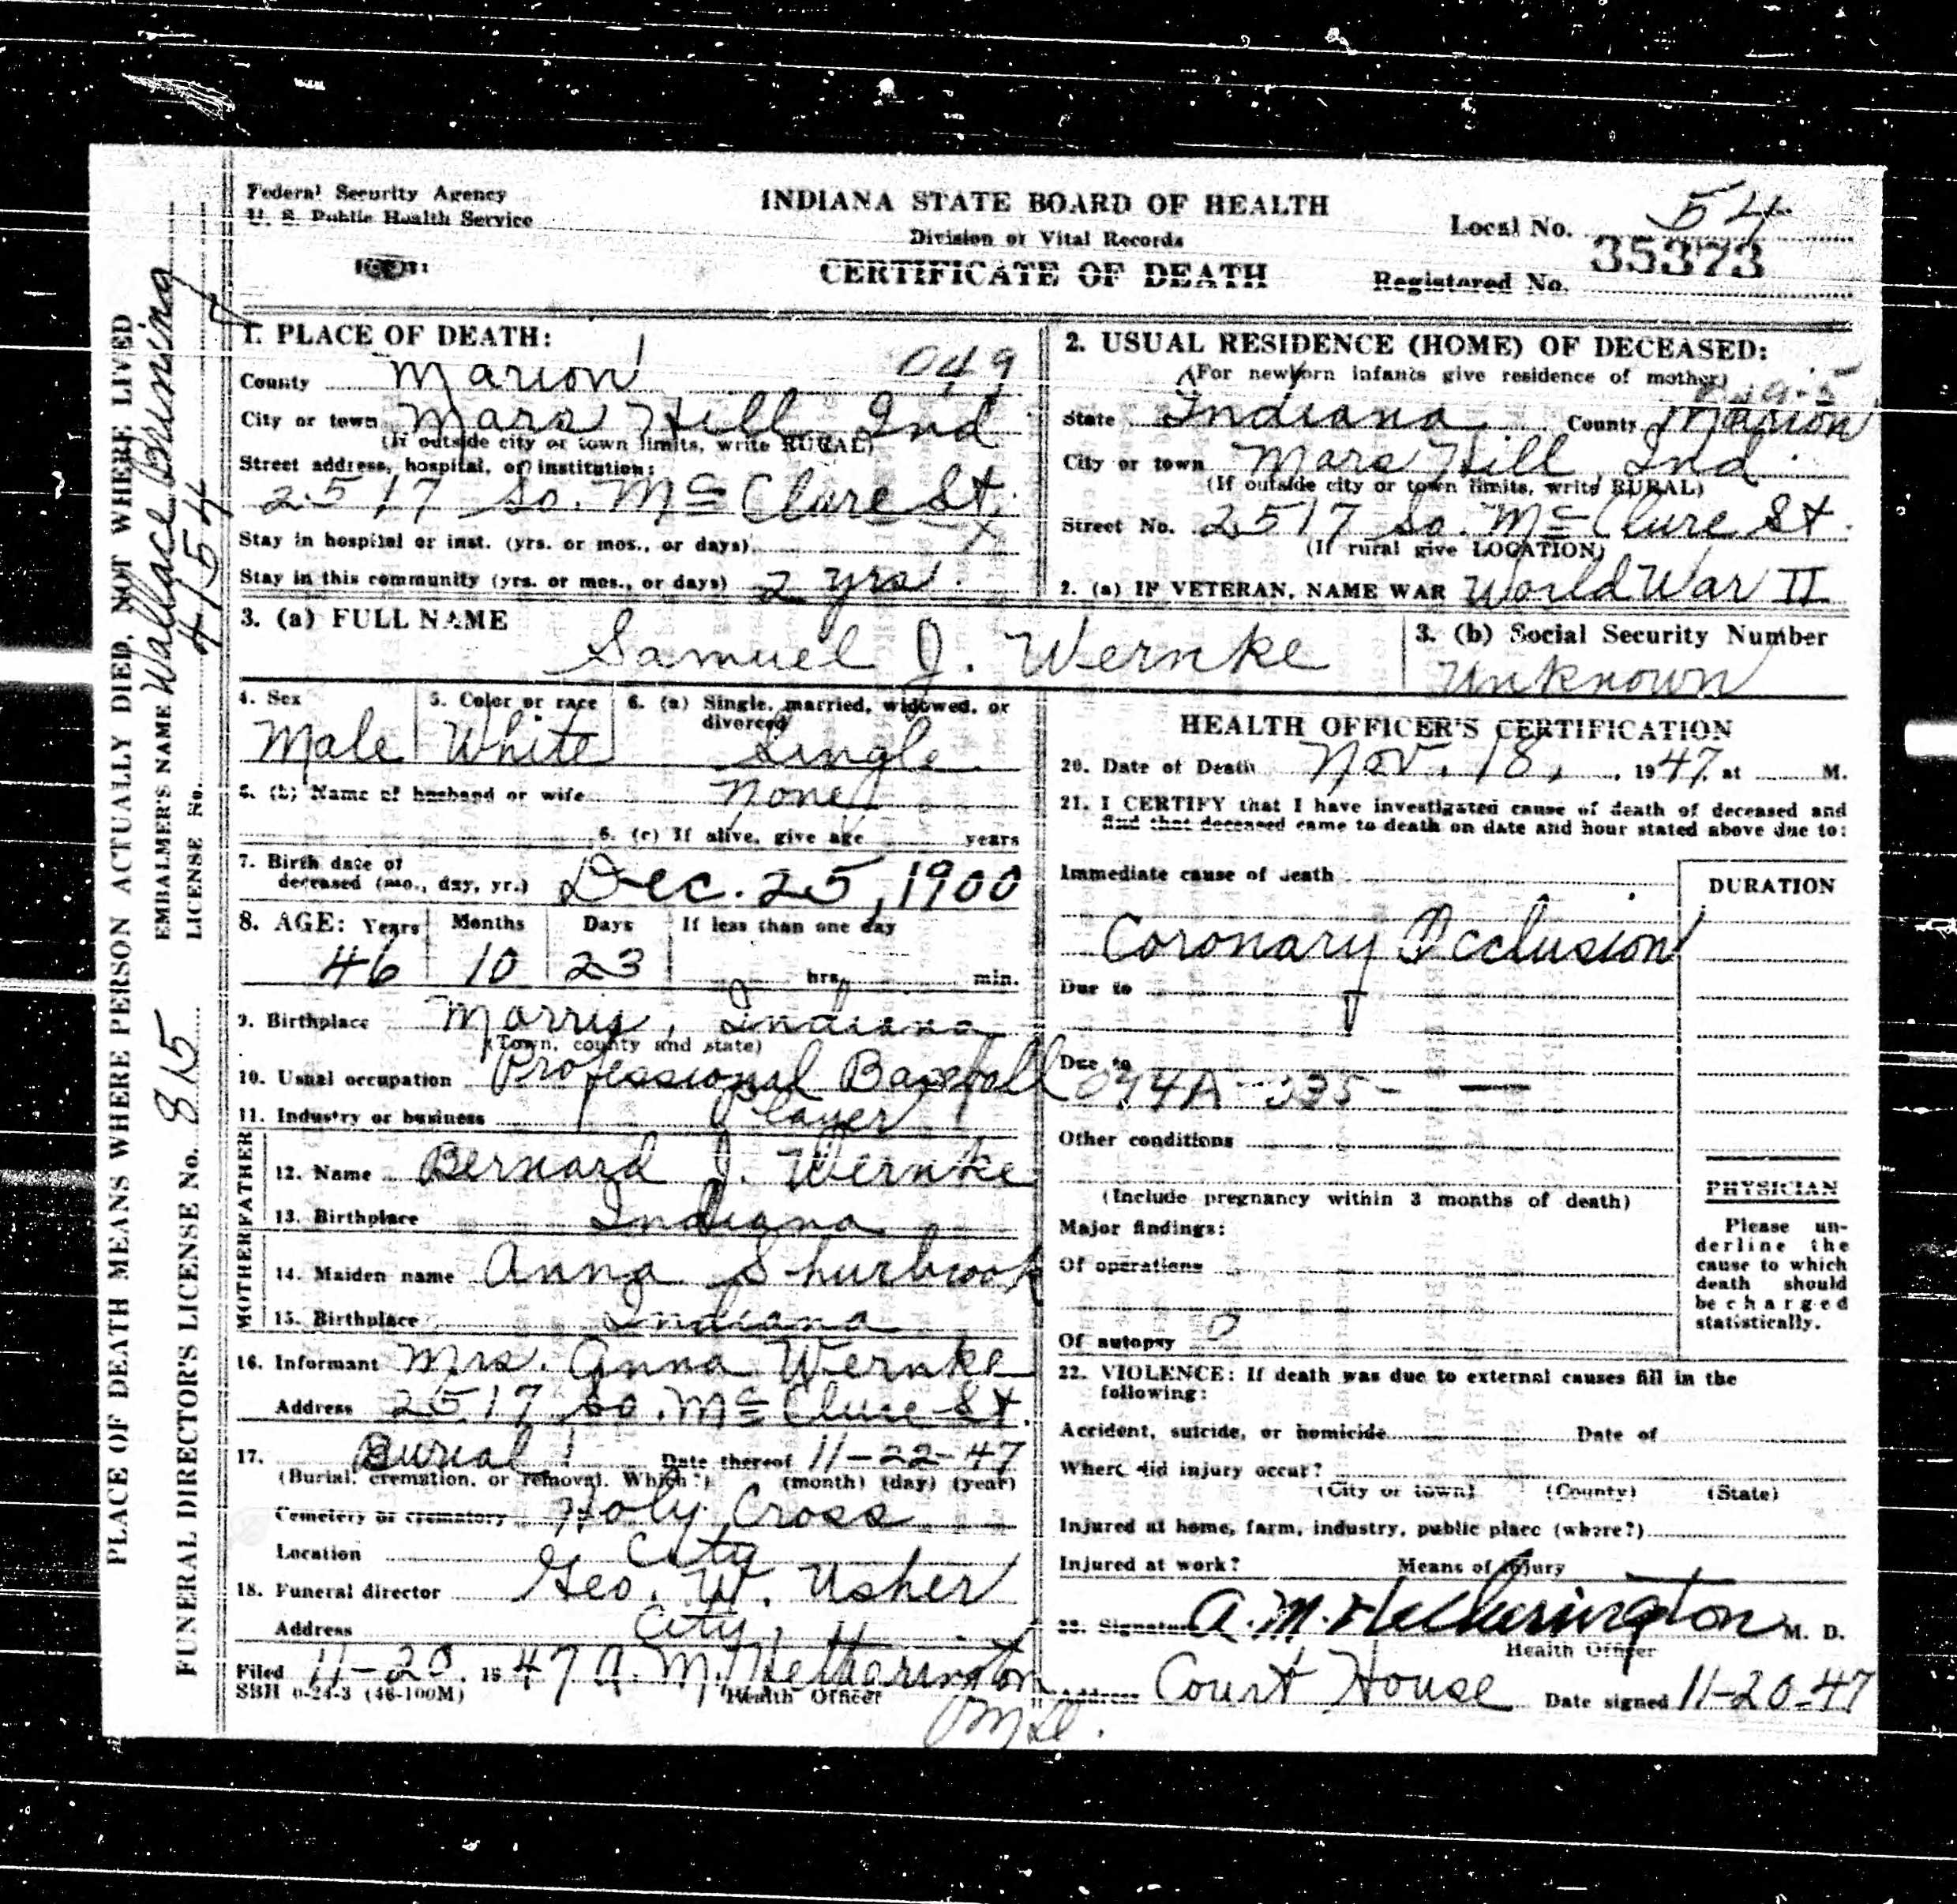 Federal Security Agency
U. S. Public Health Service
INDIANA STATE BOARD OF HEALTH
Division of Vital Records
CERTIFICATE OF DEATH
Local No. 54
Registered No. 35373
PLACE OF DEATH MEANS WHERE PERSON ACTUALLY DIED, NOT WHERE LIVED
EMBALMER'S NAME Wallace Bruning
LICENSE No. 4754
FUNERAL DIRECTOR'S LICENSE No. 815
1. PLACE OF DEATH:
County Marion 049
City or town Mars Hill, Ind
(If outside city or town limits, write RURAL)
Street address, hospital, or institution:
2517 So. McClure St.
Stay in hospital or inst. (yrs. or mos., or days) X
Stay in this community (yrs. or mos., or days) 2 yrs.
2. USUAL RESIDENCE (HOME) OF DECEASED:
(For newborn infants give residence of mother)
State Indiana County Marion
City or town Mars Hill, Ind.
(If outside city or town limits, write RURAL)
Street No. 2517 So. McClure St.
(If rural give LOCATION)
2. (a) IF VETERAN, NAME WAR World War II
3. (a) FULL NAME
Samuel J. Wernke
3. (b) Social Security Number
Unknown
4. Sex
Male
5. Color or race
White
6. (a) Single, married, widowed, or divorced
Single
6. (b) Name of husband or wife None
6. (c) If alive, give age years
7. Birth date of
deceased (mo., day, yr.) Dec. 25, 1900
8. AGE: Years Months Days If less than one day
46 10 23 hrs. min.
9. Birthplace Morris, Indiana
(Town, county and state)
10. Usual occupation Professional Baseball
11. Industry or business Player
FATHER
12. Name Bernard J. Wernke
13. Birthplace Indiana
MOTHER
14. Maiden name Anna Shurbrook
15. Birthplace Indiana
16. Informant Mrs. Anna Wernke
Address 2517 So. McClure St.
17. Burial Date thereof 11-22-47
(Burial, cremation, or removal. Which?) (month) (day) (year)
Cemetery or crematory Holy Cross
Location City
18. Funeral director Geo. W. Usher
Address City
Filed 11-20, 1947 A. M. Hetherington
Health Officer
M.D.
SBH 6-24-3 (46-100M)
HEALTH OFFICER'S CERTIFICATION
20. Date of Death Nov. 18, 1947 at M.
21. I CERTIFY that I have investigated cause of death of deceased and
find that deceased came to death on date and hour stated above due to:
Immediate cause of death
DURATION
Coronary Occlusion
Due to
Due to
094A
Other conditions
(Include pregnancy within 3 months of death)
Major findings:
Of operations
Of autopsy 0
PHYSICIAN
Please un-
derline the
cause to which
death should
be charged
statistically.
22. VIOLENCE: If death was due to external causes fill in the
following:
Accident, suicide, or homicide Date of
Where did injury occur?
(City or town) (County) (State)
Injured at home, farm, industry, public place (where?)
Injured at work? Means of injury
23. Signature A. M. Hetherington M. D.
Health Officer
Address Court House Date signed 11-20-47